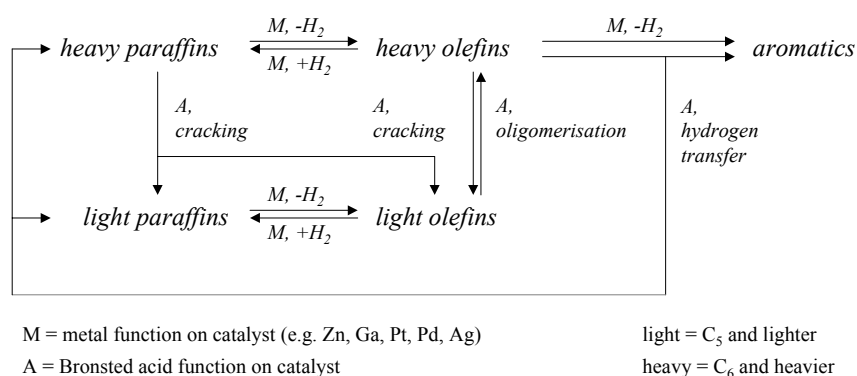 M, -H2
M, -H2
heavy paraffins heavy olefins aromatics
M, +H2
A, cracking
A, cracking
A, oligomerisation
A, hydrogen transfer
M, -H2
light paraffins light olefins
M, +H2
M = metal function on catalyst (e.g. Zn, Ga, Pt, Pd, Ag)
light = C5 and lighter
A = Bronsted acid function on catalyst
heavy = C6 and heavier